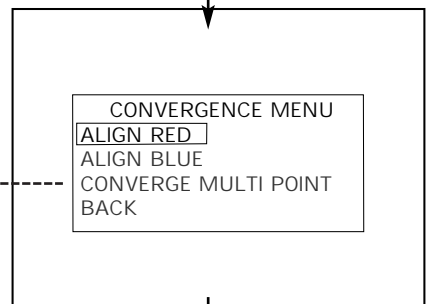 CONVERGENCE MENU
ALIGN RED
ALIGN BLUE
CONVERGE MULTI POINT
BACK